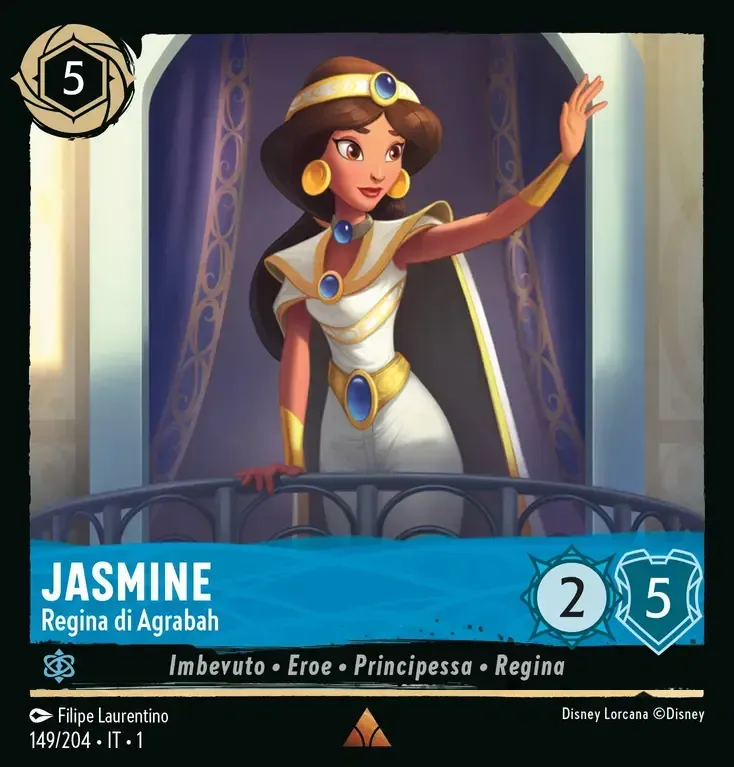 5
JASMINE
Regina di Agrabah
2
5
Imbevuto • Eroe • Principessa • Regina
Filipe Laurentino
Disney Lorcana ©Disney
149/204 • IT • 1